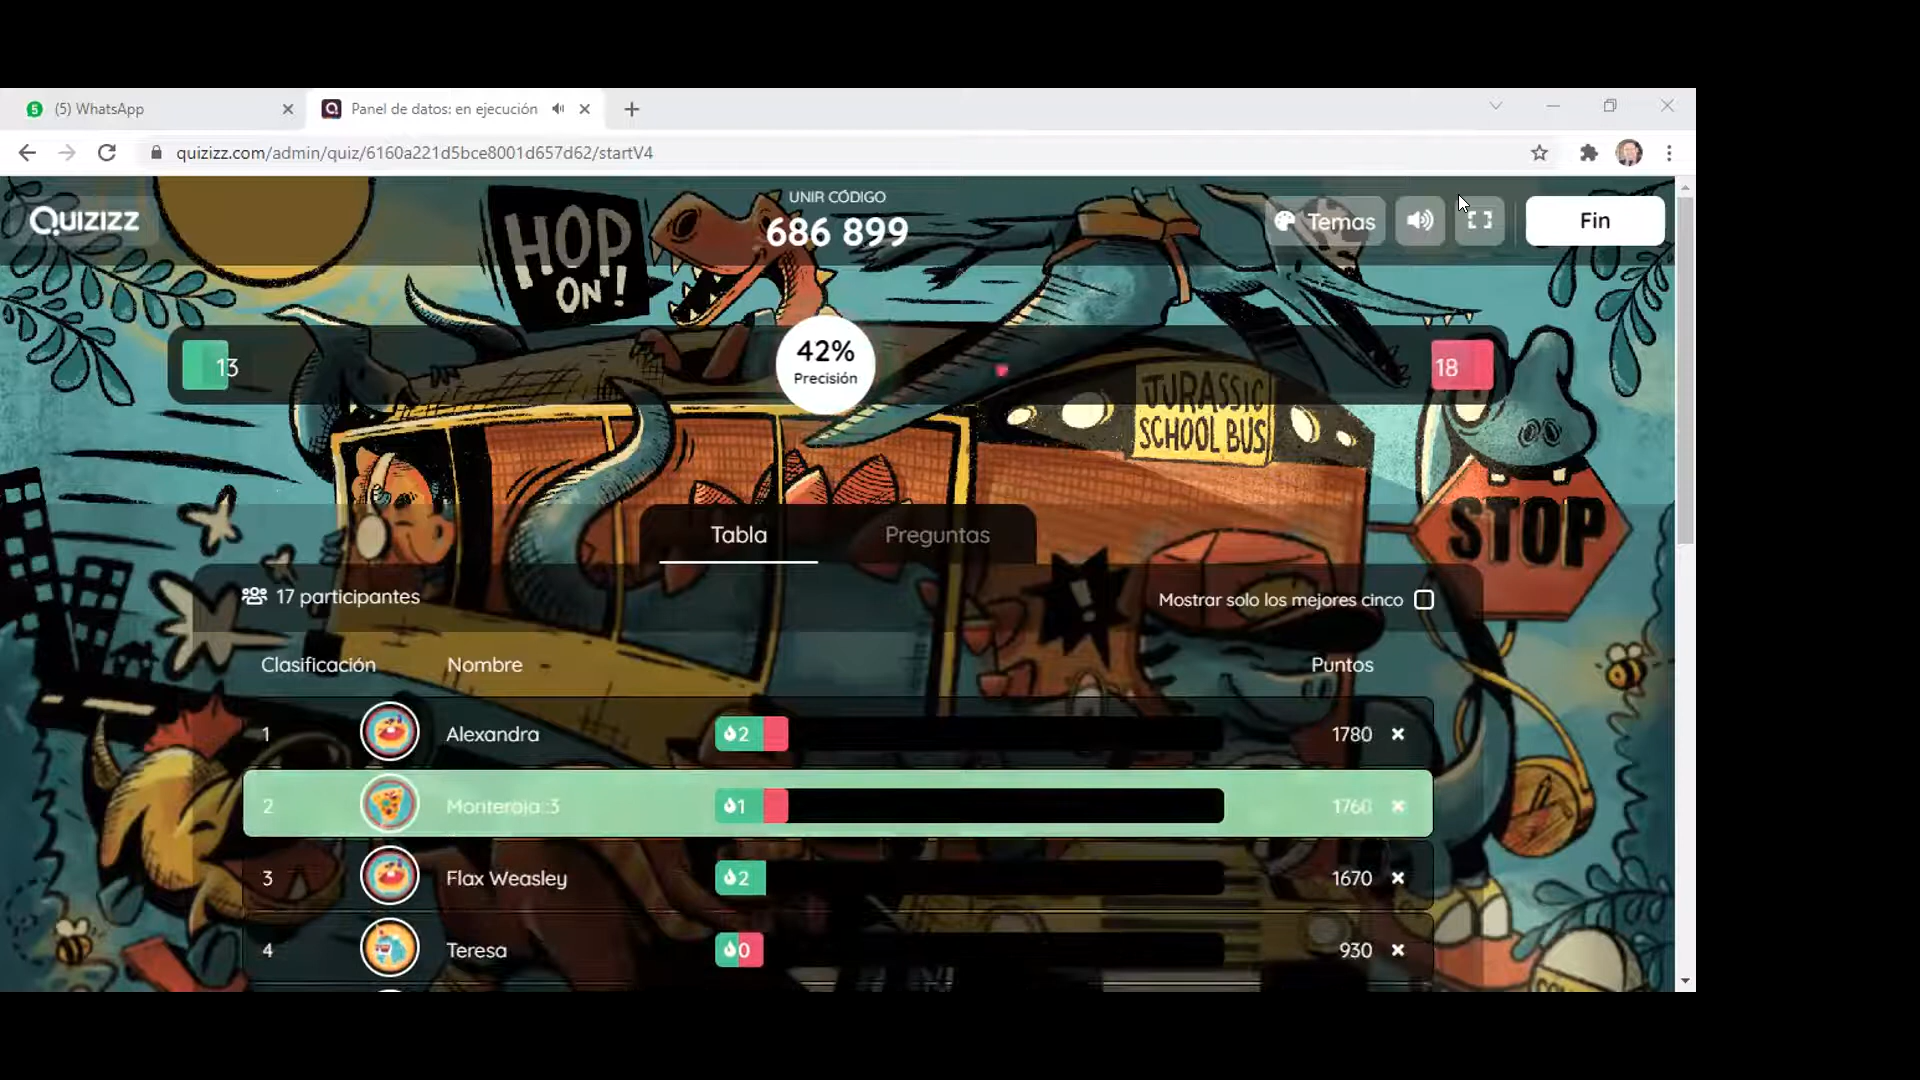 5 (5) WhatsApp
Panel de datos: en ejecución
quizizz.com/admin/quiz/6160a221d5bce8001d657d62/startV4
Quizizz
HOP ON!
UNIR CÓDIGO
686 899
Temas
Fin
13
42%
Precisión
18
JURASSIC
SCHOOL BUS
STOP
!
Tabla
Preguntas
17 participantes
Mostrar solo los mejores cinco
Clasificación Nombre Puntos
1 Alexandra 2 1780
2 Monteroja :3 1 1760
3 Flax Weasley 2 1670
4 Teresa 0 930